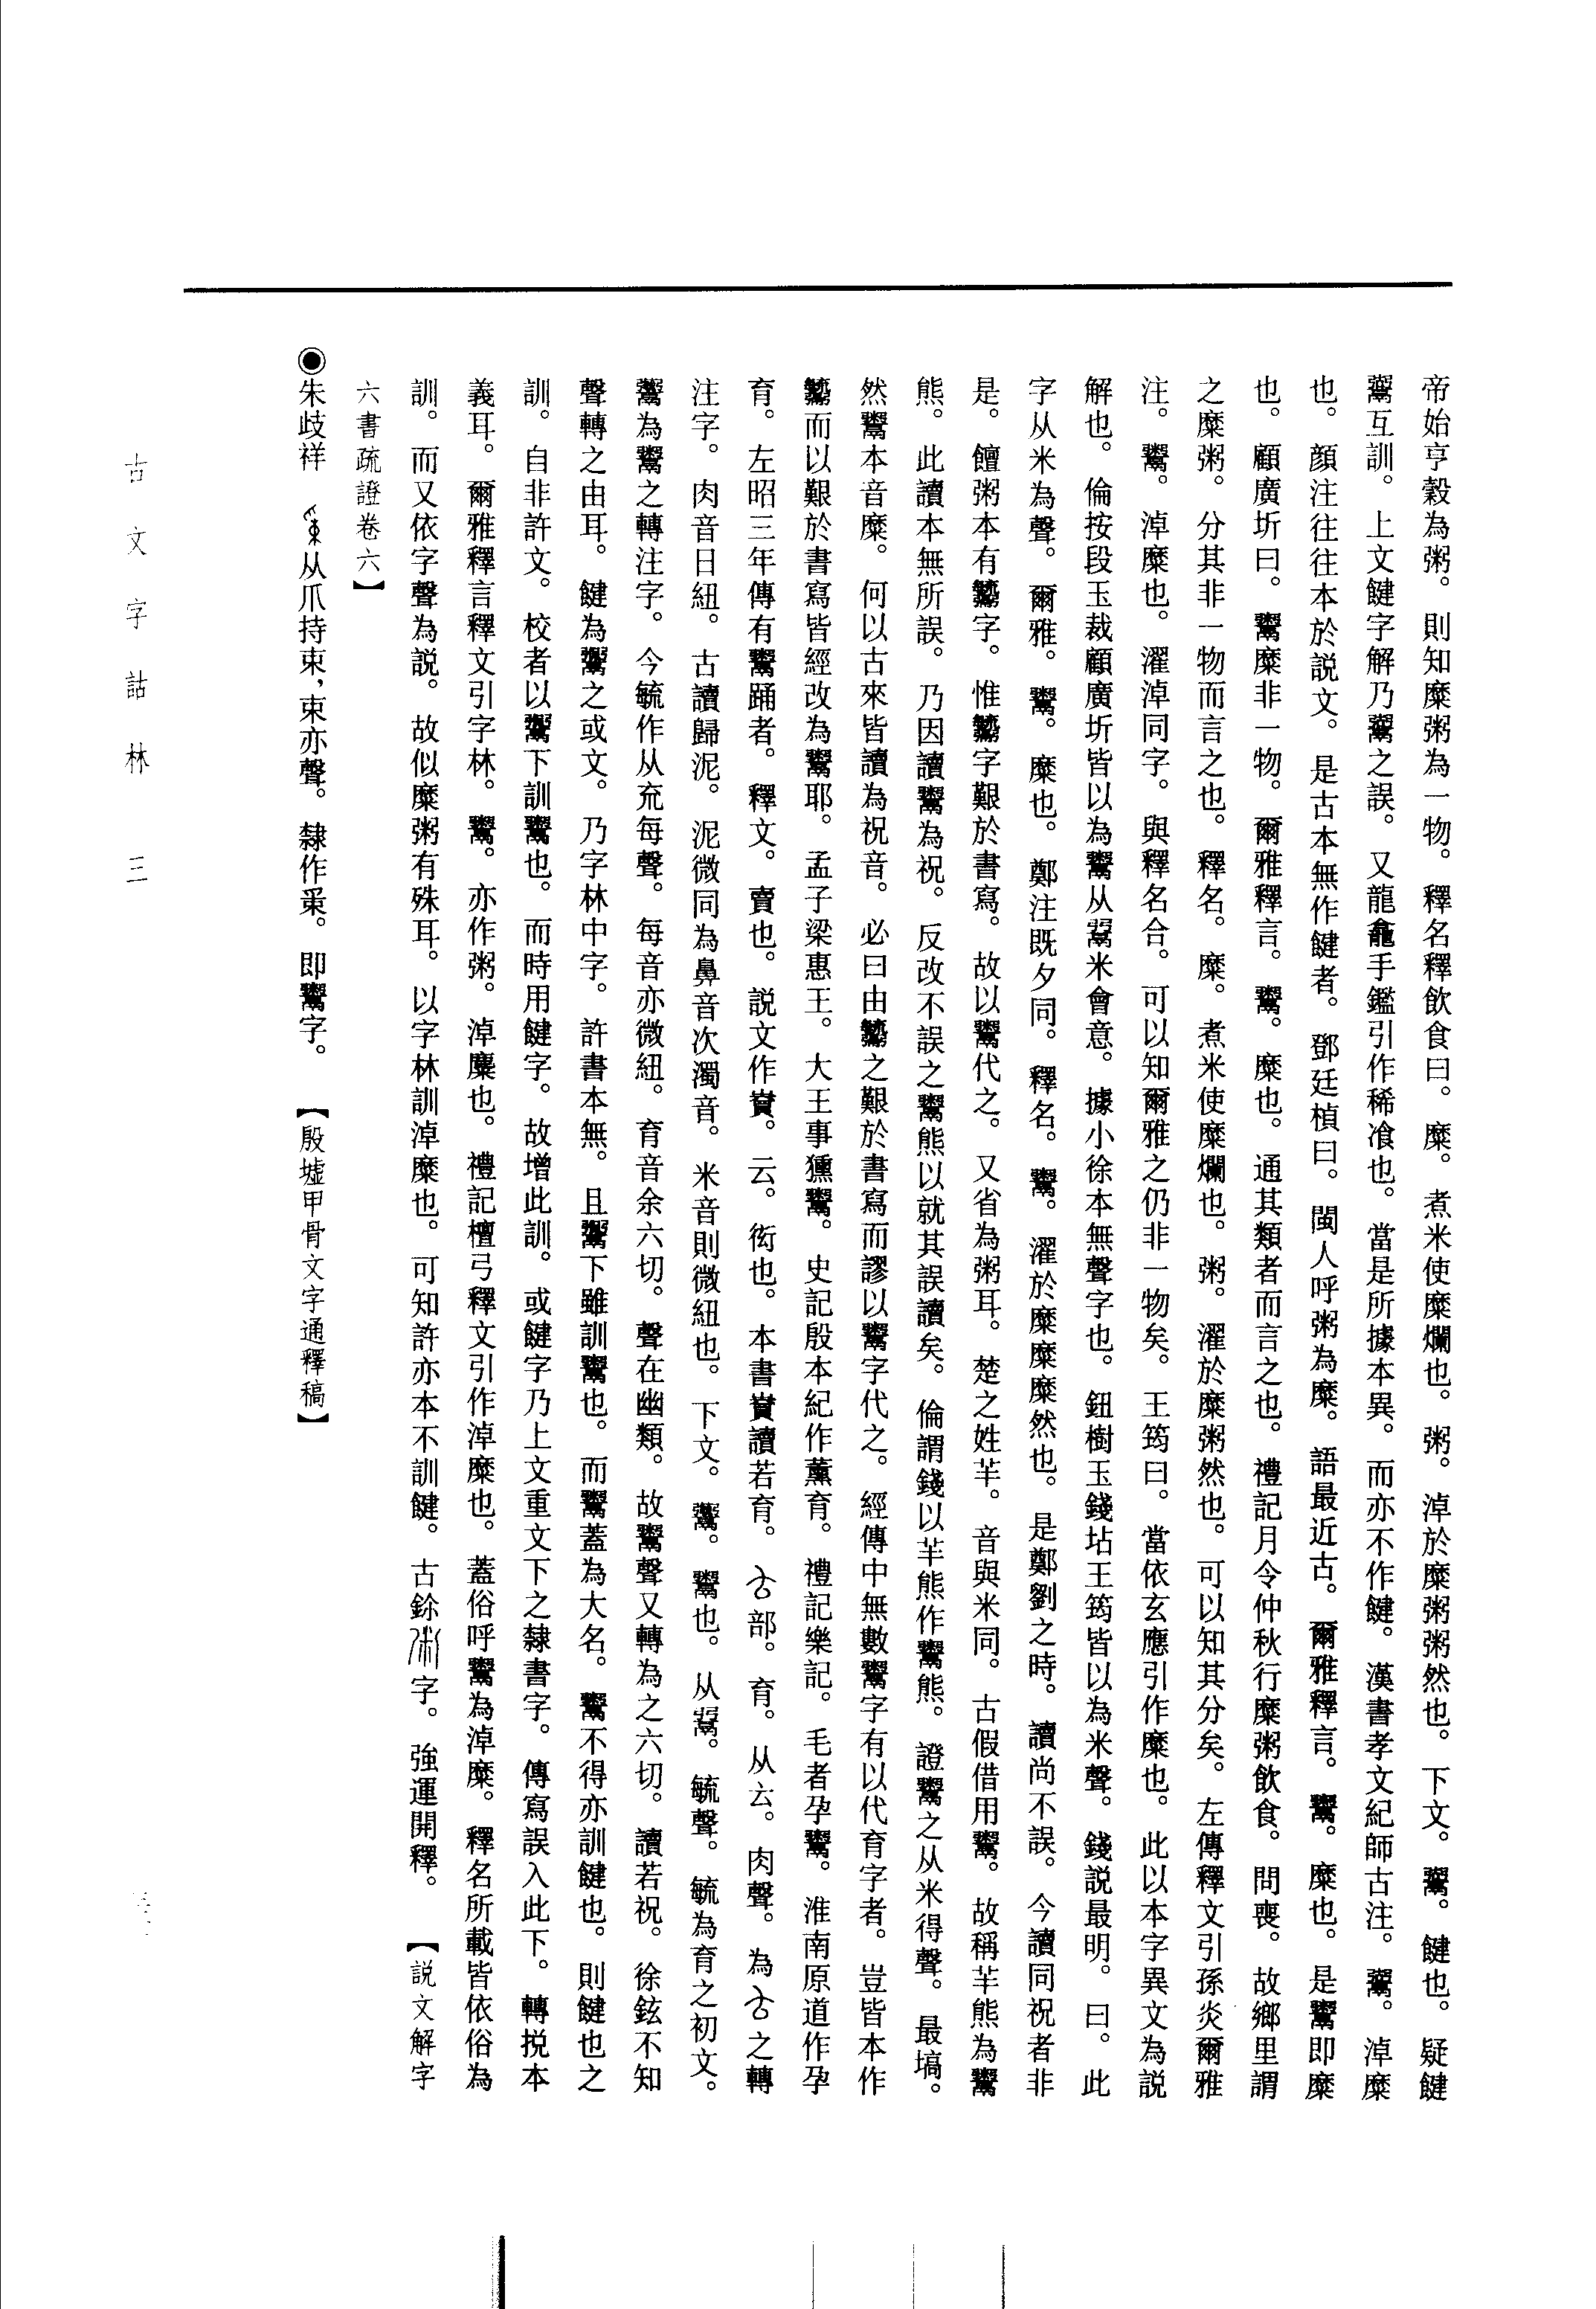 帝始亨穀為粥。則知糜粥為一物。釋名釋飲食曰。糜。煮米使糜爛也。粥。淖於糜粥粥然也。下文。鬻。健也。疑鍵
互訓。上文鍵字解乃之誤。又龍龕手鑑引作稀飡也。當是所據本異。而亦不作鍵。漢書孝文紀師古注。淖糜
也。顔注往往本於説文。是古本無作鍵者。鄧廷楨曰。閩人呼粥為糜。語最近古。爾雅釋言。鬻。糜也。是鬻即糜
也。顧廣圻曰。鬻糜非一物。爾雅釋言。鬻。糜也。通其類者而言之也。禮記月令仲秋行糜粥飲食。問喪。故鄉里謂
之糜粥。分其非一物而言之也。釋名。糜。煮米使糜爛也。粥。濯於糜粥然也。可以知其分矣。左傳釋文引孫炎爾雅
注。鬻。淖糜也。濯淖同字。與釋名合。可以知爾雅之仍非一物矣。王筠曰。當依玄應引作糜也。此以本字異文為説
解也。倫按段玉裁顧廣圻皆以為鬻从䰜米會意。據小徐本無聲字也。鈕樹玉錢坫王筠皆以為米聲。錢説最明。曰。此
字从米為聲。爾雅。鬻。糜也。鄭注既夕同。釋名。鬻。濯於糜糜糜然也。是鄭劉之時。讀尚不誤。今讀同祝者非
是。饘粥本有字。惟字艱於書寫。故以鬻代之。又省為粥耳。楚之姓芈。音與米同。古假借用鬻。故稱芈熊為鬻
熊。此讀本無所誤。乃因讀鬻為祝。反改不誤之鬻熊以就其誤讀矣。倫謂錢以芈熊作鬻熊。證鬻之从米得聲。最塙。
然鬻本音糜。何以古來皆讀為祝音。必曰由之艱於書寫而謬以鬻字代之。經傳中無數鬻字有以代育字者。豈皆本作
而以艱於書寫皆經改為鬻耶。孟子梁惠王。大王事獯鬻。史記殷本紀作薰育。禮記樂記。毛者孕鬻。淮南原道作孕
育。左昭三年傳有鬻踊者。釋文。賣也。説文作𧷓。云。衒也。本書𧷓讀若育。𠫓部。育。从𠫓。肉聲。為𠫓之轉
注字。肉音日紐。古讀歸泥。泥微同為鼻音次濁音。米音則微紐也。下文。鬻也。从䰜。毓聲。毓為育之初文。
為鬻之轉注字。今毓作从㐬每聲。每音亦微紐。育音余六切。聲在幽類。故鬻聲又轉為之六切。讀若祝。徐鉉不知
聲轉之由耳。鍵為之或文。乃字林中字。許書本無。且下雖訓鬻也。而鬻蓋為大名。鬻不得亦訓鍵也。則鍵也之
訓。自非許文。校者以下訓鬻也。而時用鍵字。故增此訓。或鍵字乃上文重文下之隸書字。傳寫誤入此下。轉挩本
義耳。爾雅釋言釋文引字林。鬻。亦作粥。淖麋也。禮記檀弓釋文引作淖糜也。蓋俗呼鬻為淖糜。釋名所載皆依俗為
訓。而又依字聲為説。故似糜粥有殊耳。以字林訓淖糜也。可知許亦本不訓鍵。古鉩字。強運開釋。【説文解字
六書疏證卷六】
◉朱歧祥　从爪持束，束亦聲。隸作𠭥。即鬻字。【殷墟甲骨文字通釋稿】
古文字詁林　三